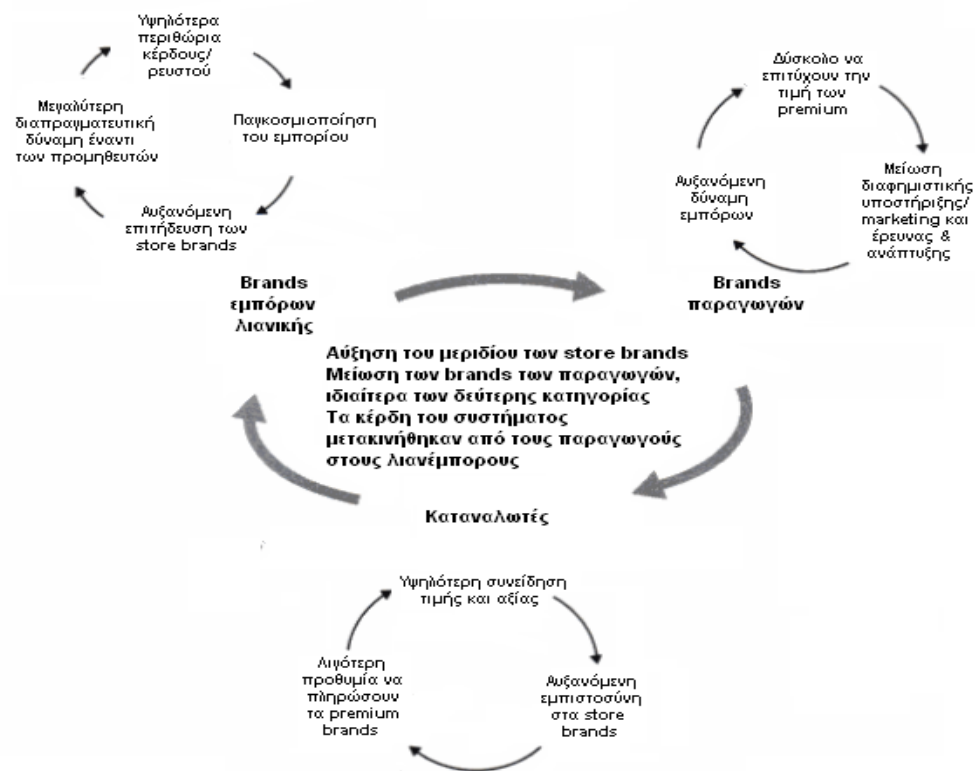 Υψηλότερα
περιθώρια
κέρδους/
ρευστού
Παγκοσμιοποίηση
του εμπορίου
Αυξανόμενη
επιτήδευση των
store brands
Μεγαλύτερη
διαπραγματευτική
δύναμη έναντι
των προμηθευτών
Brands
εμπόρων
λιανικής
Δύσκολο να
επιτύχουν την
τιμή των
premium
Μείωση
διαφημιστικής
υποστήριξης/
marketing και
έρευνας &
ανάπτυξης
Αυξανόμενη
δύναμη
εμπόρων
Brands
παραγωγών
Αύξηση του μεριδίου των store brands
Μείωση των brands των παραγωγών,
ιδιαίτερα των δεύτερης κατηγορίας
Τα κέρδη του συστήματος
μετακινήθηκαν από τους παραγωγούς
στους λιανέμπορους
Καταναλωτές
Υψηλότερη συνείδηση
τιμής και αξίας
Αυξανόμενη
εμπιστοσύνη
στα store
brands
Λιγότερη
προθυμία να
πληρώσουν
τα premium
brands